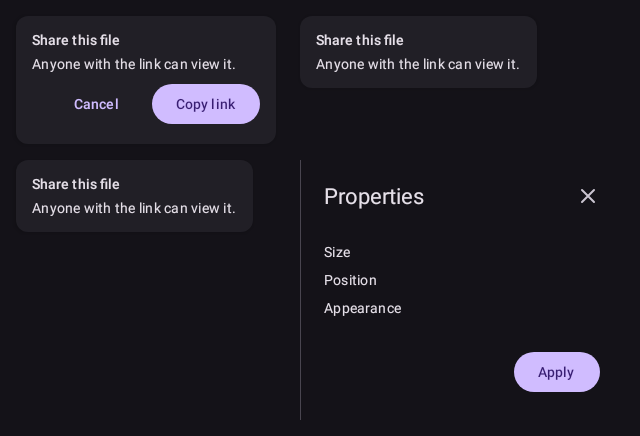 Share this file
Anyone with the link can view it.
Cancel
Copy link
Share this file
Anyone with the link can view it.
Share this file
Anyone with the link can view it.
Properties
Size
Position
Appearance
Apply